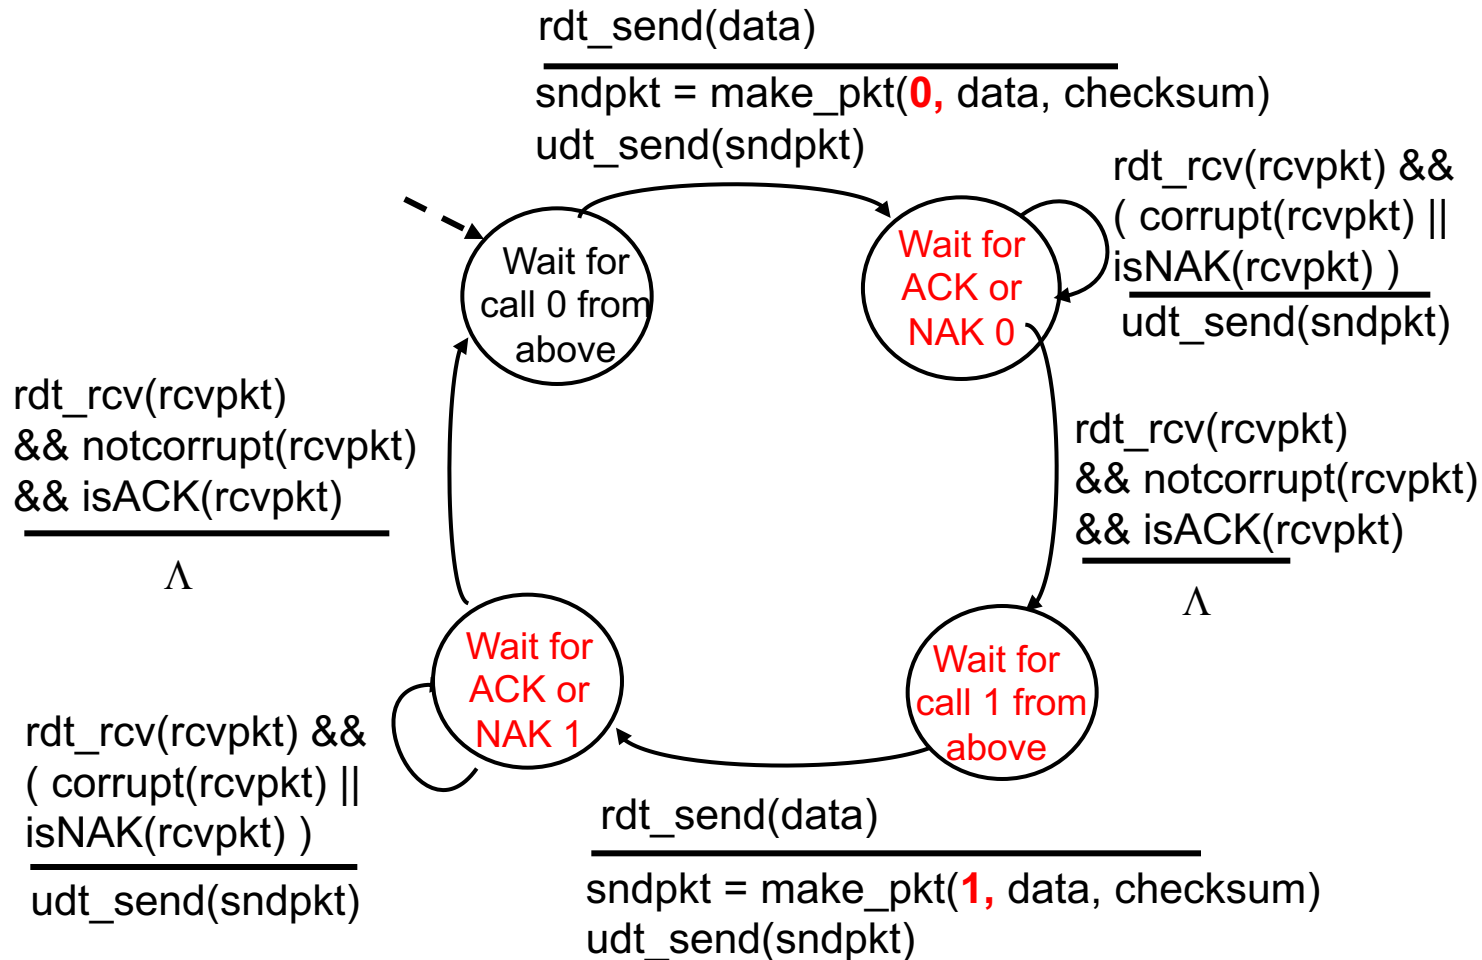 rdt_send(data)
sndpkt = make_pkt(0, data, checksum)
udt_send(sndpkt)
rdt_rcv(rcvpkt) &&
( corrupt(rcvpkt) ||
isNAK(rcvpkt) )
udt_send(sndpkt)
Wait for
call 0 from
above
Wait for
ACK or
NAK 0
rdt_rcv(rcvpkt)
&& notcorrupt(rcvpkt)
&& isACK(rcvpkt)
Λ
rdt_rcv(rcvpkt)
&& notcorrupt(rcvpkt)
&& isACK(rcvpkt)
Λ
Wait for
ACK or
NAK 1
Wait for
call 1 from
above
rdt_rcv(rcvpkt) &&
( corrupt(rcvpkt) ||
isNAK(rcvpkt) )
udt_send(sndpkt)
rdt_send(data)
sndpkt = make_pkt(1, data, checksum)
udt_send(sndpkt)